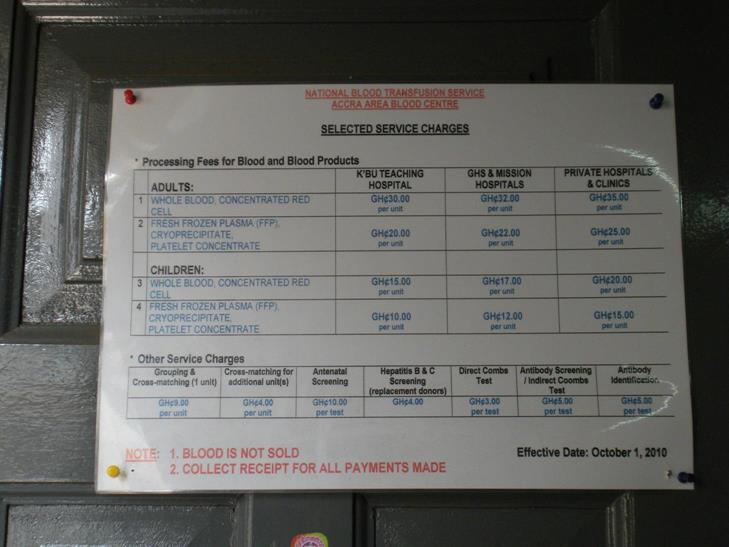 NATIONAL BLOOD TRANSFUSION SERVICE
ACCRA AREA BLOOD CENTRE
SELECTED SERVICE CHARGES
* Processing Fees for Blood and Blood Products
ADULTS: K'BU TEACHING HOSPITAL GHS & MISSION HOSPITALS PRIVATE HOSPITALS & CLINICS
1 WHOLE BLOOD, CONCENTRATED RED CELL GH¢30.00 per unit GH¢32.00 per unit GH¢35.00 per unit
2 FRESH FROZEN PLASMA (FFP), CRYOPRECIPITATE, PLATELET CONCENTRATE GH¢20.00 per unit GH¢22.00 per unit GH¢25.00 per unit
CHILDREN:
3 WHOLE BLOOD, CONCENTRATED RED CELL GH¢15.00 per unit GH¢17.00 per unit GH¢20.00 per unit
4 FRESH FROZEN PLASMA (FFP), CRYOPRECIPITATE, PLATELET CONCENTRATE GH¢10.00 per unit GH¢12.00 per unit GH¢15.00 per unit
* Other Service Charges
Grouping & Cross-matching (1 unit) Cross-matching for additional unit(s) Antenatal Screening Hepatitis B & C Screening (replacement donors) Direct Combs Test Antibody Screening / Indirect Coombs Test Antibody Identification
GH¢9.00 per unit GH¢4.00 per unit GH¢10.00 per test GH¢4.00 GH¢3.00 per test GH¢5.00 per test GH¢5.00 per test
NOTE: 1. BLOOD IS NOT SOLD
2. COLLECT RECEIPT FOR ALL PAYMENTS MADE
Effective Date: October 1, 2010